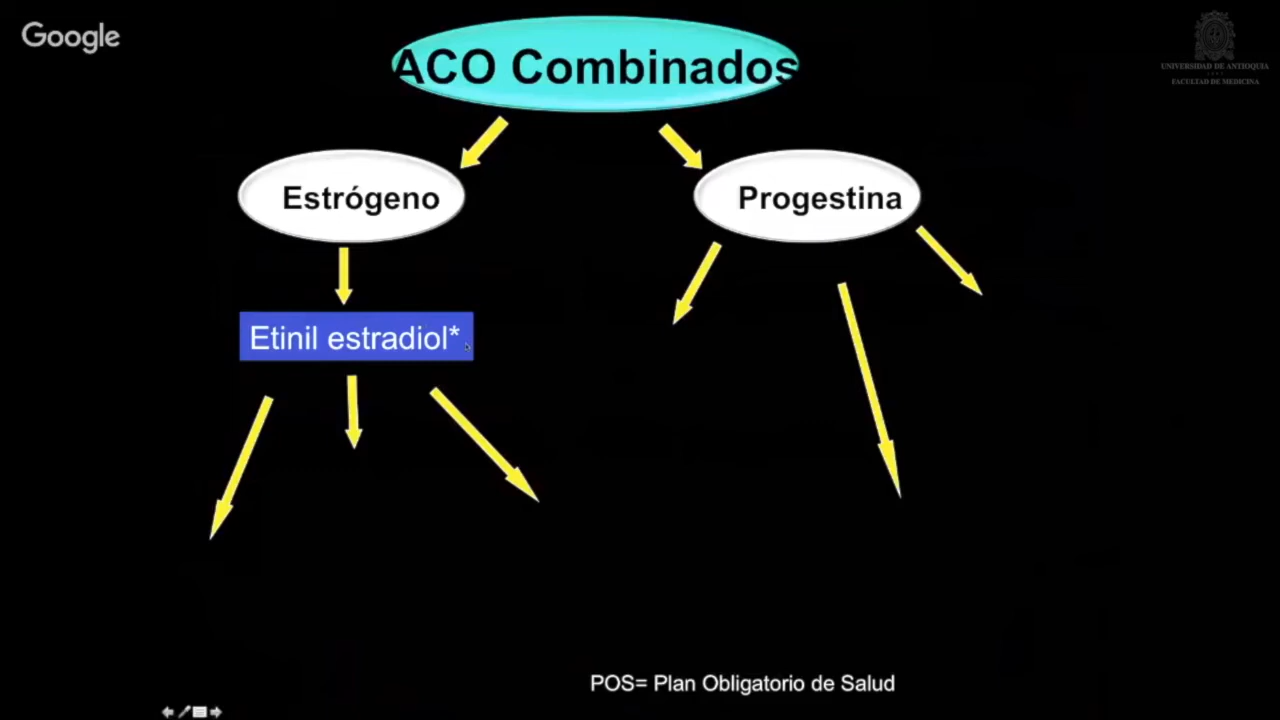 Google
ACO Combinados
UNIVERSIDAD DE ANTIOQUIA
FACULTAD DE MEDICINA
Estrógeno
Progestina
Etinil estradiol*
POS= Plan Obligatorio de Salud